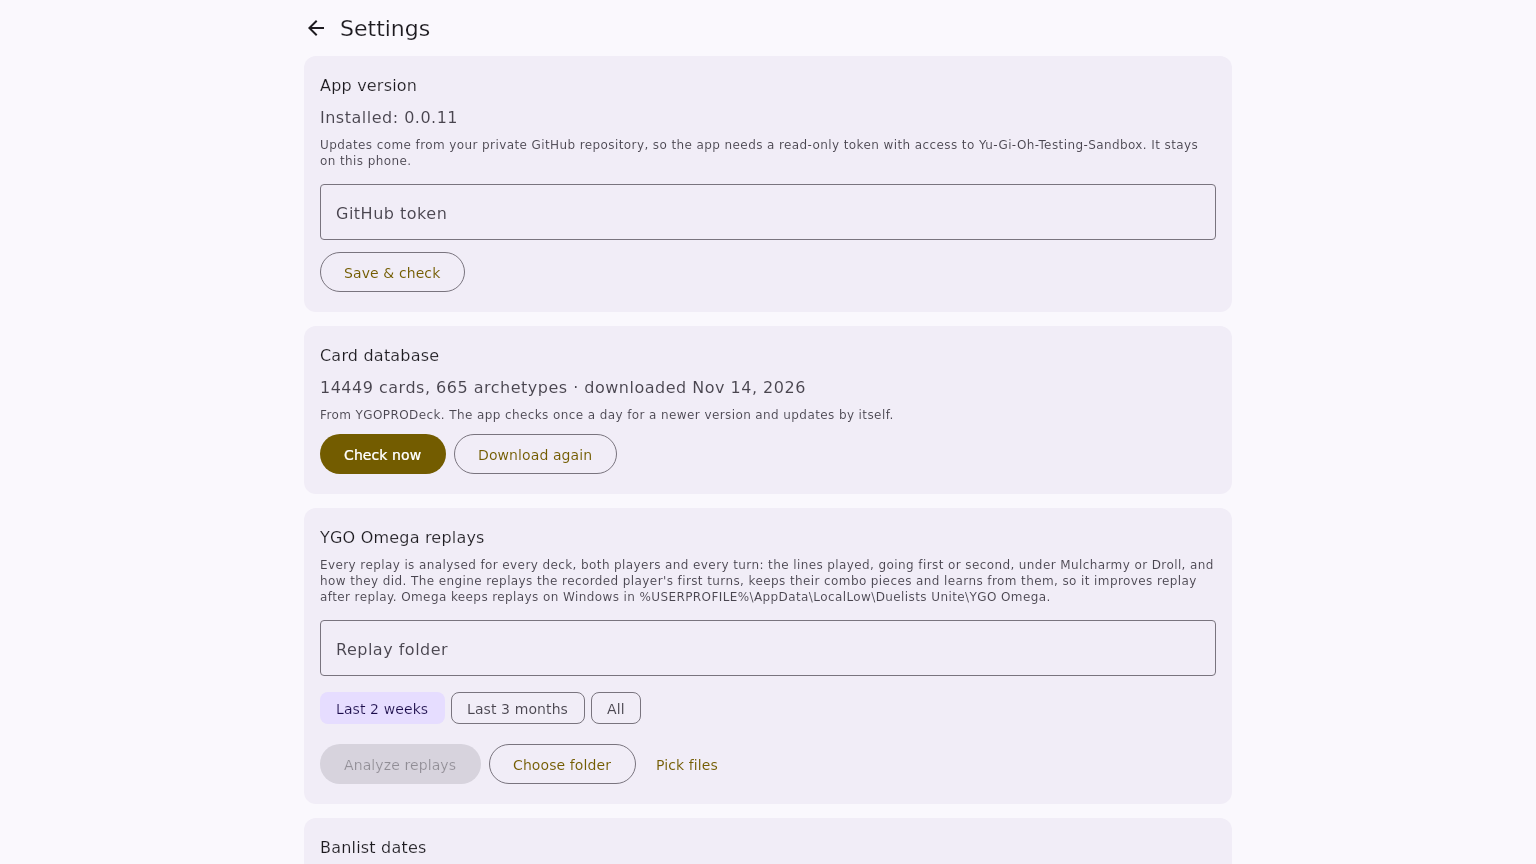 Settings
App version
Installed: 0.0.11
Updates come from your private GitHub repository, so the app needs a read-only token with access to Yu-Gi-Oh-Testing-Sandbox. It stays
on this phone.
GitHub token
Save & check
Card database
14449 cards, 665 archetypes · downloaded Nov 14, 2026
From YGOPRODeck. The app checks once a day for a newer version and updates by itself.
Check now
Download again
YGO Omega replays
Every replay is analysed for every deck, both players and every turn: the lines played, going first or second, under Mulcharmy or Droll, and
how they did. The engine replays the recorded player's first turns, keeps their combo pieces and learns from them, so it improves replay
after replay. Omega keeps replays on Windows in %USERPROFILE%\AppData\LocalLow\Duelists Unite\YGO Omega.
Replay folder
Last 2 weeks
Last 3 months
All
Analyze replays
Choose folder
Pick files
Banlist dates